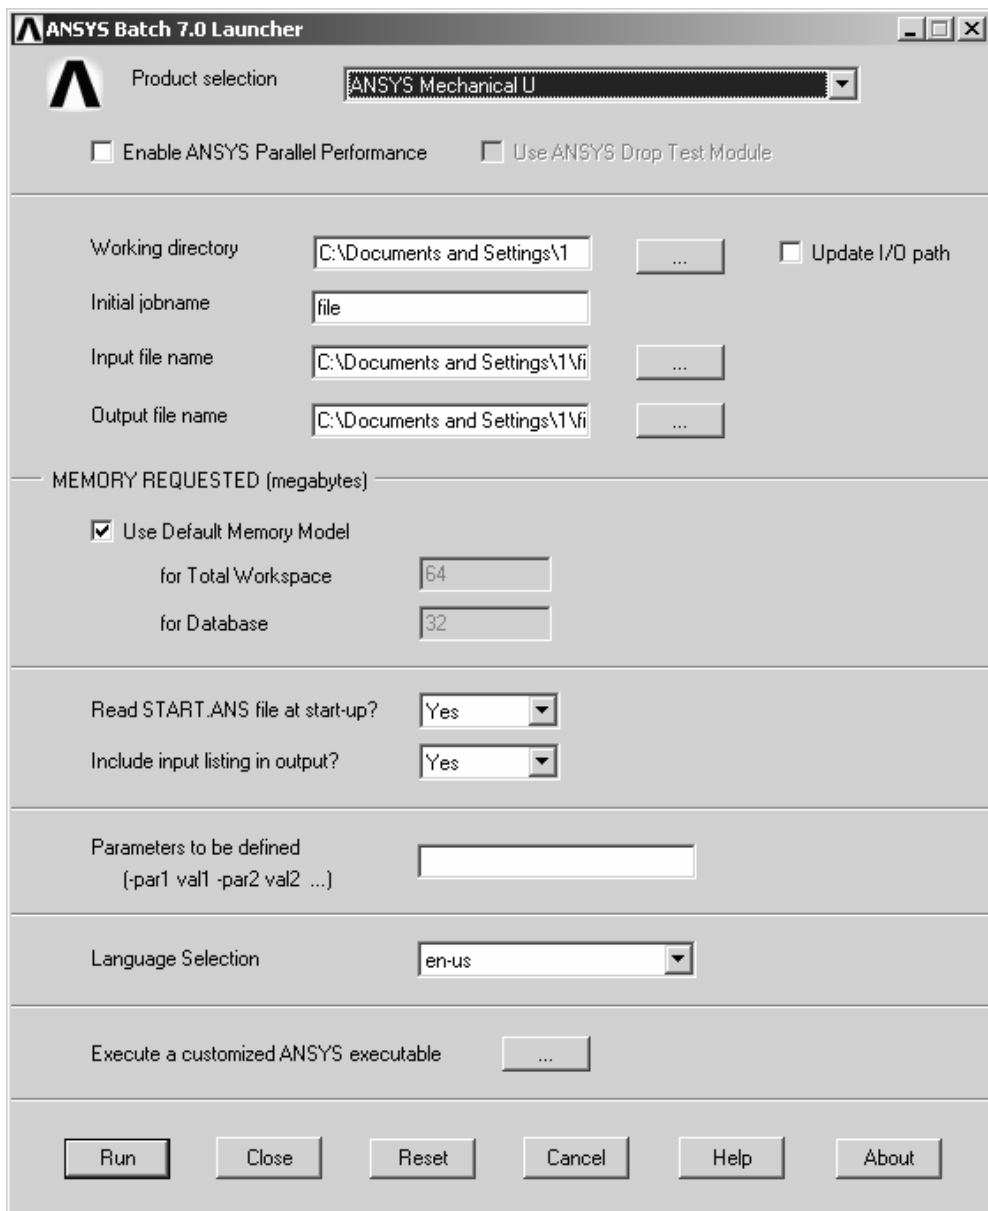 ANSYS Batch 7.0 Launcher
Product selection ANSYS Mechanical U
Enable ANSYS Parallel Performance Use ANSYS Drop Test Module
Working directory C:\Documents and Settings\1 ... Update I/O path
Initial jobname file
Input file name C:\Documents and Settings\1\fi ...
Output file name C:\Documents and Settings\1\fi ...
MEMORY REQUESTED (megabytes)
Use Default Memory Model
for Total Workspace 64
for Database 32
Read START.ANS file at start-up? Yes
Include input listing in output? Yes
Parameters to be defined
(-par1 val1 -par2 val2 ...)
Language Selection en-us
Execute a customized ANSYS executable ...
Run Close Reset Cancel Help About